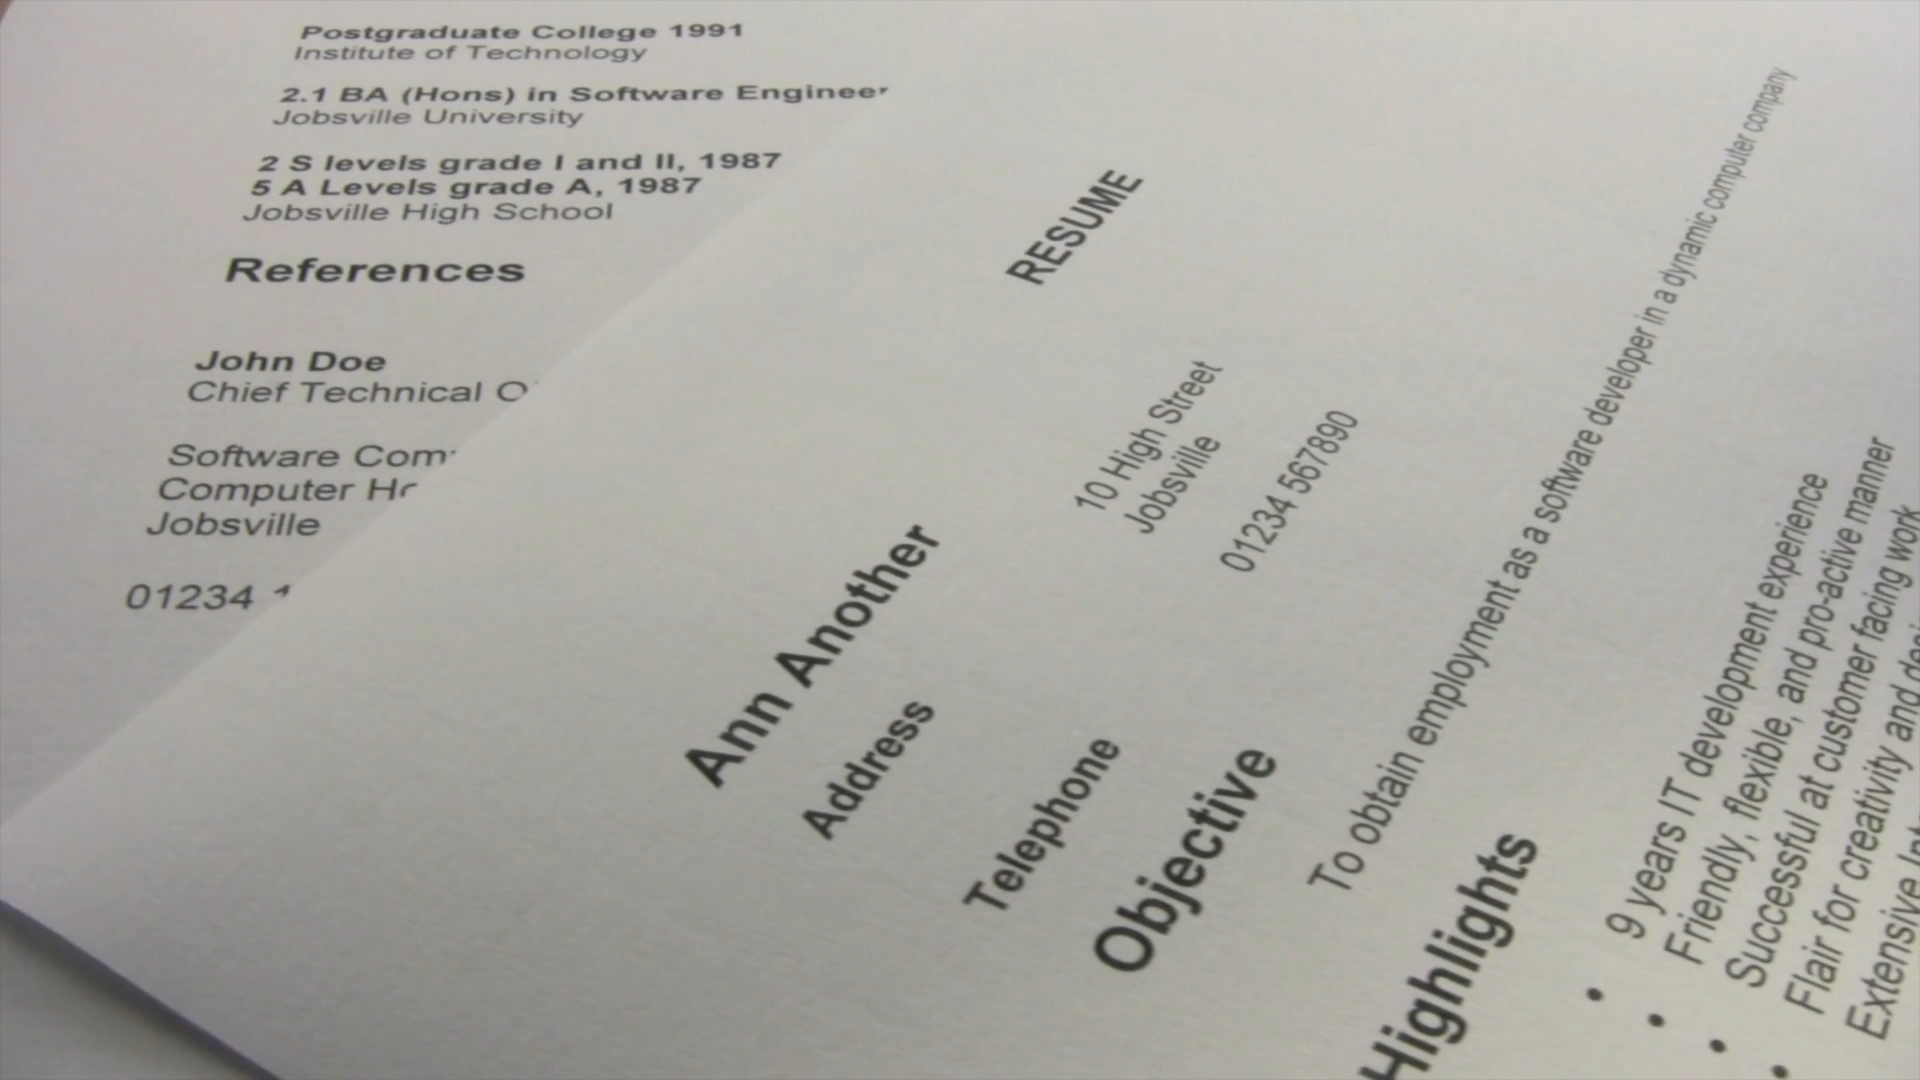 Postgraduate College 1991
Institute of Technology
2.1 BA (Hons) in Software Engineer
Jobsville University
2 S levels grade I and II, 1987
5 A Levels grade A, 1987
Jobsville High School
References
John Doe
Chief Technical
Software Com
Computer
Jobsville
01234
RESUME
Ann Another
Address
10 High Street
Jobsville
Telephone
01234 567890
Objective
To obtain employment as a software developer in a dynamic computer company
Highlights
• 9 years IT development experience
• Friendly, flexible, and pro-active manner
• Successful at customer facing work
• Flair for creativity and
Extensive